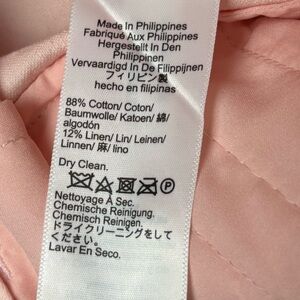 Made In Philippines
Fabriqué Aux Philippines
Hergestellt In Den
Philippinen
Vervaardigd In De Filippijnen
フィリピン製
hecho en filipinas
88% Cotton/ Coton/
Baumwolle/ Katoen/ 綿/
algodón
12% Linen/ Lin/ Leinen/
Linnen/ 麻/ lino
Dry Clean.
P
Nettoyage A Sec.
Chemische Reinigung.
Chemisch Reinigen.
ドライクリーニングをして
ください。
Lavar En Seco.